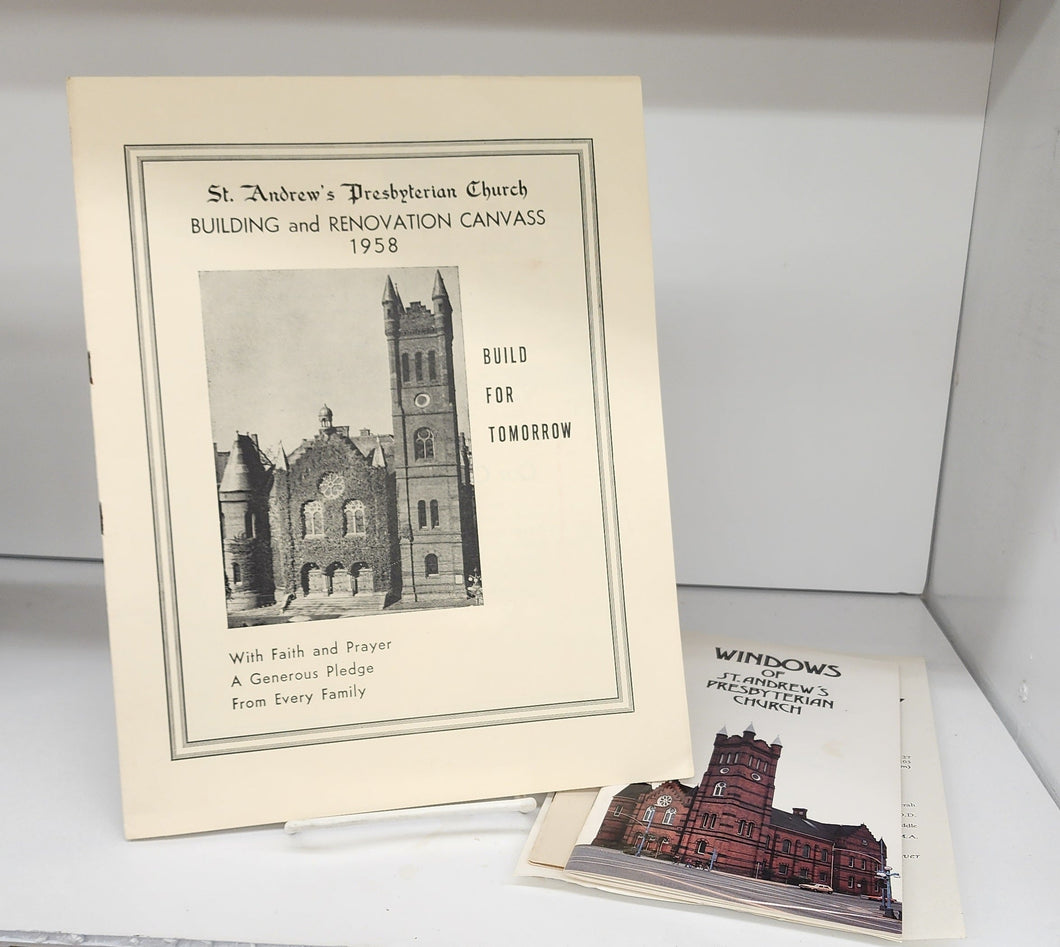 St. Andrew's Presbyterian Church
BUILDING and RENOVATION CANVASS
1958
BUILD
FOR
TOMORROW
With Faith and Prayer
A Generous Pledge
From Every Family
WINDOWS
OF
ST. ANDREW'S
PRESBYTERIAN
CHURCH